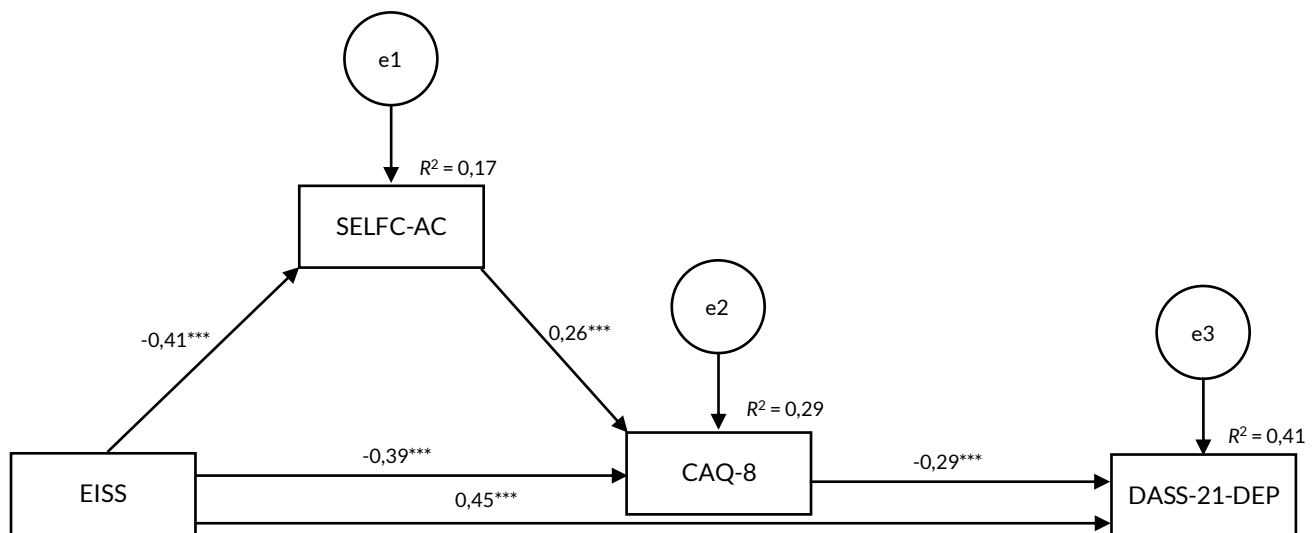 e1
R² = 0,17
SELFC-AC
e2
e3
-0,41***
0,26***
R² = 0,29
R² = 0,41
-0,39***
-0,29***
CAQ-8
EISS
DASS-21-DEP
0,45***